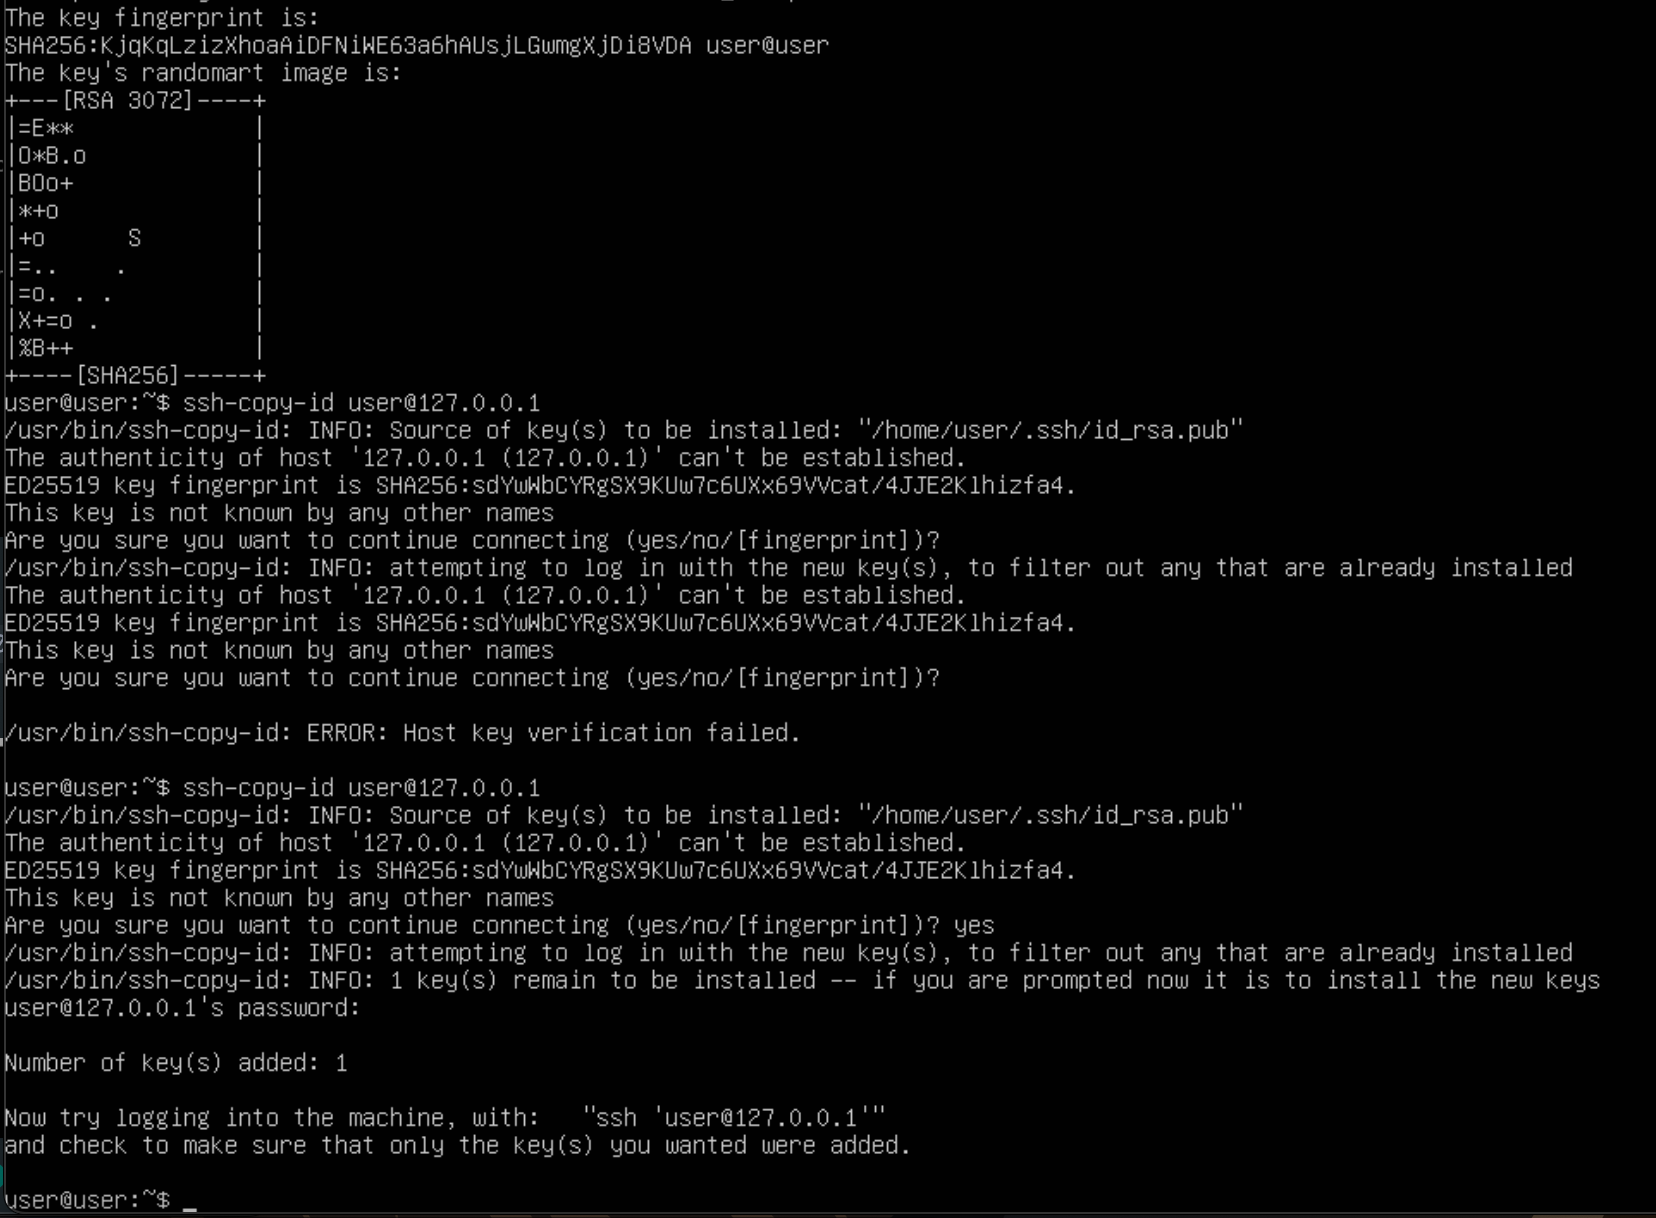 The key fingerprint is:
SHA256:KjqKqLzizXhoaAiDFNiWE63a6hAUsjLGwmgXjDi8VDA user@user
The key's randomart image is:
+---[RSA 3072]----+
|=E**             |
|O*B.o            |
|BOo+             |
|*+o              |
|+o      S        |
|=..    .         |
|=o. . .          |
|X+=o .           |
|%B++             |
+----[SHA256]-----+
user@user:~$ ssh-copy-id user@127.0.0.1
/usr/bin/ssh-copy-id: INFO: Source of key(s) to be installed: "/home/user/.ssh/id_rsa.pub"
The authenticity of host '127.0.0.1 (127.0.0.1)' can't be established.
ED25519 key fingerprint is SHA256:sdYwWbCYRgSX9KUw7c6UXx69VVcat/4JJE2Klhizfa4.
This key is not known by any other names
Are you sure you want to continue connecting (yes/no/[fingerprint])?
/usr/bin/ssh-copy-id: INFO: attempting to log in with the new key(s), to filter out any that are already installed
The authenticity of host '127.0.0.1 (127.0.0.1)' can't be established.
ED25519 key fingerprint is SHA256:sdYwWbCYRgSX9KUw7c6UXx69VVcat/4JJE2Klhizfa4.
This key is not known by any other names
Are you sure you want to continue connecting (yes/no/[fingerprint])?
/usr/bin/ssh-copy-id: ERROR: Host key verification failed.
user@user:~$ ssh-copy-id user@127.0.0.1
/usr/bin/ssh-copy-id: INFO: Source of key(s) to be installed: "/home/user/.ssh/id_rsa.pub"
The authenticity of host '127.0.0.1 (127.0.0.1)' can't be established.
ED25519 key fingerprint is SHA256:sdYwWbCYRgSX9KUw7c6UXx69VVcat/4JJE2Klhizfa4.
This key is not known by any other names
Are you sure you want to continue connecting (yes/no/[fingerprint])? yes
/usr/bin/ssh-copy-id: INFO: attempting to log in with the new key(s), to filter out any that are already installed
/usr/bin/ssh-copy-id: INFO: 1 key(s) remain to be installed -- if you are prompted now it is to install the new keys
user@127.0.0.1's password:
Number of key(s) added: 1
Now try logging into the machine, with:   "ssh 'user@127.0.0.1'"
and check to make sure that only the key(s) you wanted were added.
user@user:~$ _